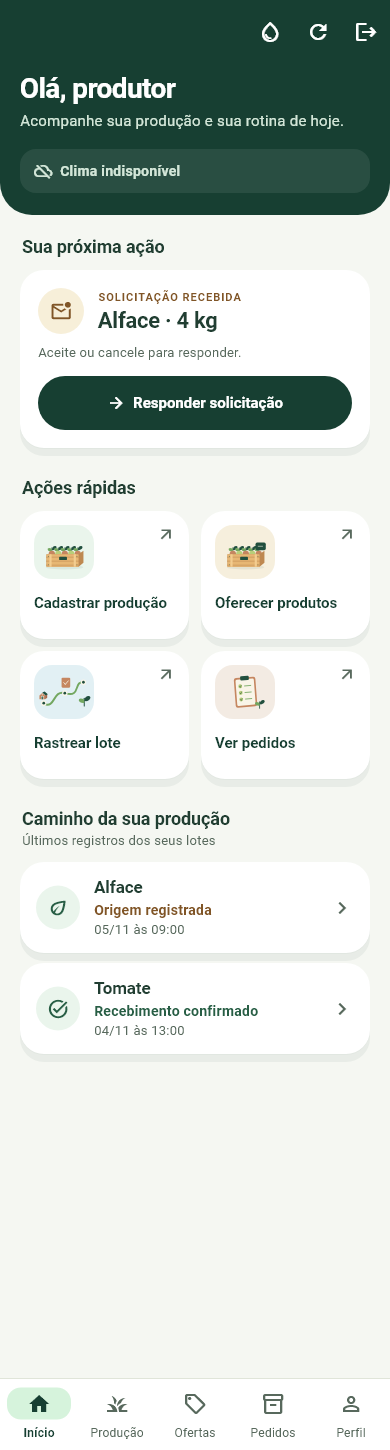 Olá, produtor
Acompanhe sua produção e sua rotina de hoje.
Clima indisponível
Sua próxima ação
SOLICITAÇÃO RECEBIDA
Alface · 4 kg
Aceite ou cancele para responder.
Responder solicitação
Ações rápidas
Cadastrar produção
Oferecer produtos
Rastrear lote
Ver pedidos
Caminho da sua produção
Últimos registros dos seus lotes
Alface
Origem registrada
05/11 às 09:00
Tomate
Recebimento confirmado
04/11 às 13:00
Início
Produção
Ofertas
Pedidos
Perfil